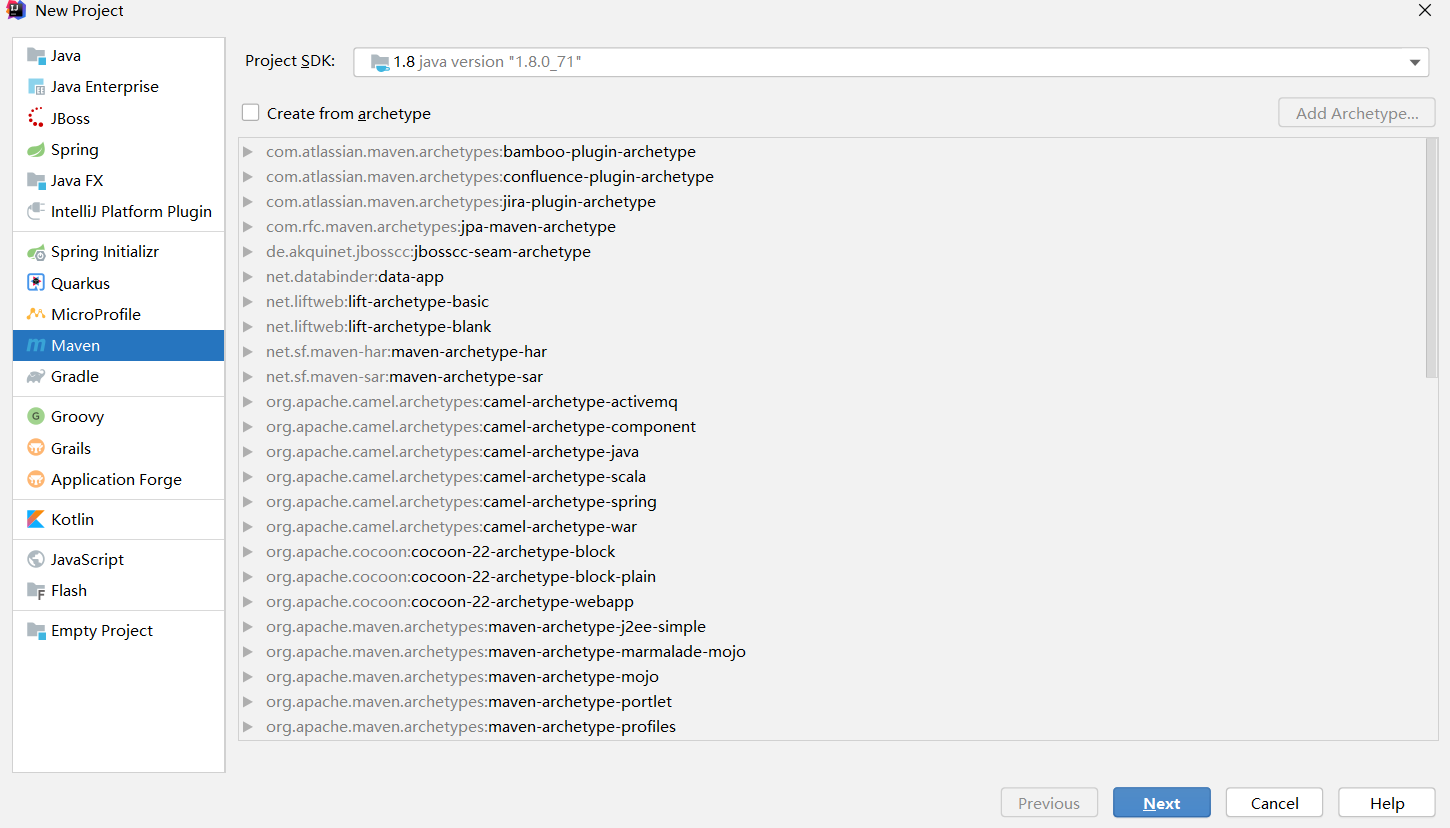 New Project
Java
Java Enterprise
JBoss
Spring
Java FX
IntelliJ Platform Plugin
Spring Initializr
Quarkus
MicroProfile
Maven
Gradle
Groovy
Grails
Application Forge
Kotlin
JavaScript
Flash
Empty Project
Project SDK: 1.8 java version "1.8.0_71"
Create from archetype
Add Archetype...
com.atlassian.maven.archetypes:bamboo-plugin-archetype
com.atlassian.maven.archetypes:confluence-plugin-archetype
com.atlassian.maven.archetypes:jira-plugin-archetype
com.rfc.maven.archetypes:jpa-maven-archetype
de.akquinet.jbosscc:jbosscc-seam-archetype
net.databinder:data-app
net.liftweb:lift-archetype-basic
net.liftweb:lift-archetype-blank
net.sf.maven-har:maven-archetype-har
net.sf.maven-sar:maven-archetype-sar
org.apache.camel.archetypes:camel-archetype-activemq
org.apache.camel.archetypes:camel-archetype-component
org.apache.camel.archetypes:camel-archetype-java
org.apache.camel.archetypes:camel-archetype-scala
org.apache.camel.archetypes:camel-archetype-spring
org.apache.camel.archetypes:camel-archetype-war
org.apache.cocoon:cocoon-22-archetype-block
org.apache.cocoon:cocoon-22-archetype-block-plain
org.apache.cocoon:cocoon-22-archetype-webapp
org.apache.maven.archetypes:maven-archetype-j2ee-simple
org.apache.maven.archetypes:maven-archetype-marmalade-mojo
org.apache.maven.archetypes:maven-archetype-mojo
org.apache.maven.archetypes:maven-archetype-portlet
org.apache.maven.archetypes:maven-archetype-profiles
Previous
Next
Cancel
Help